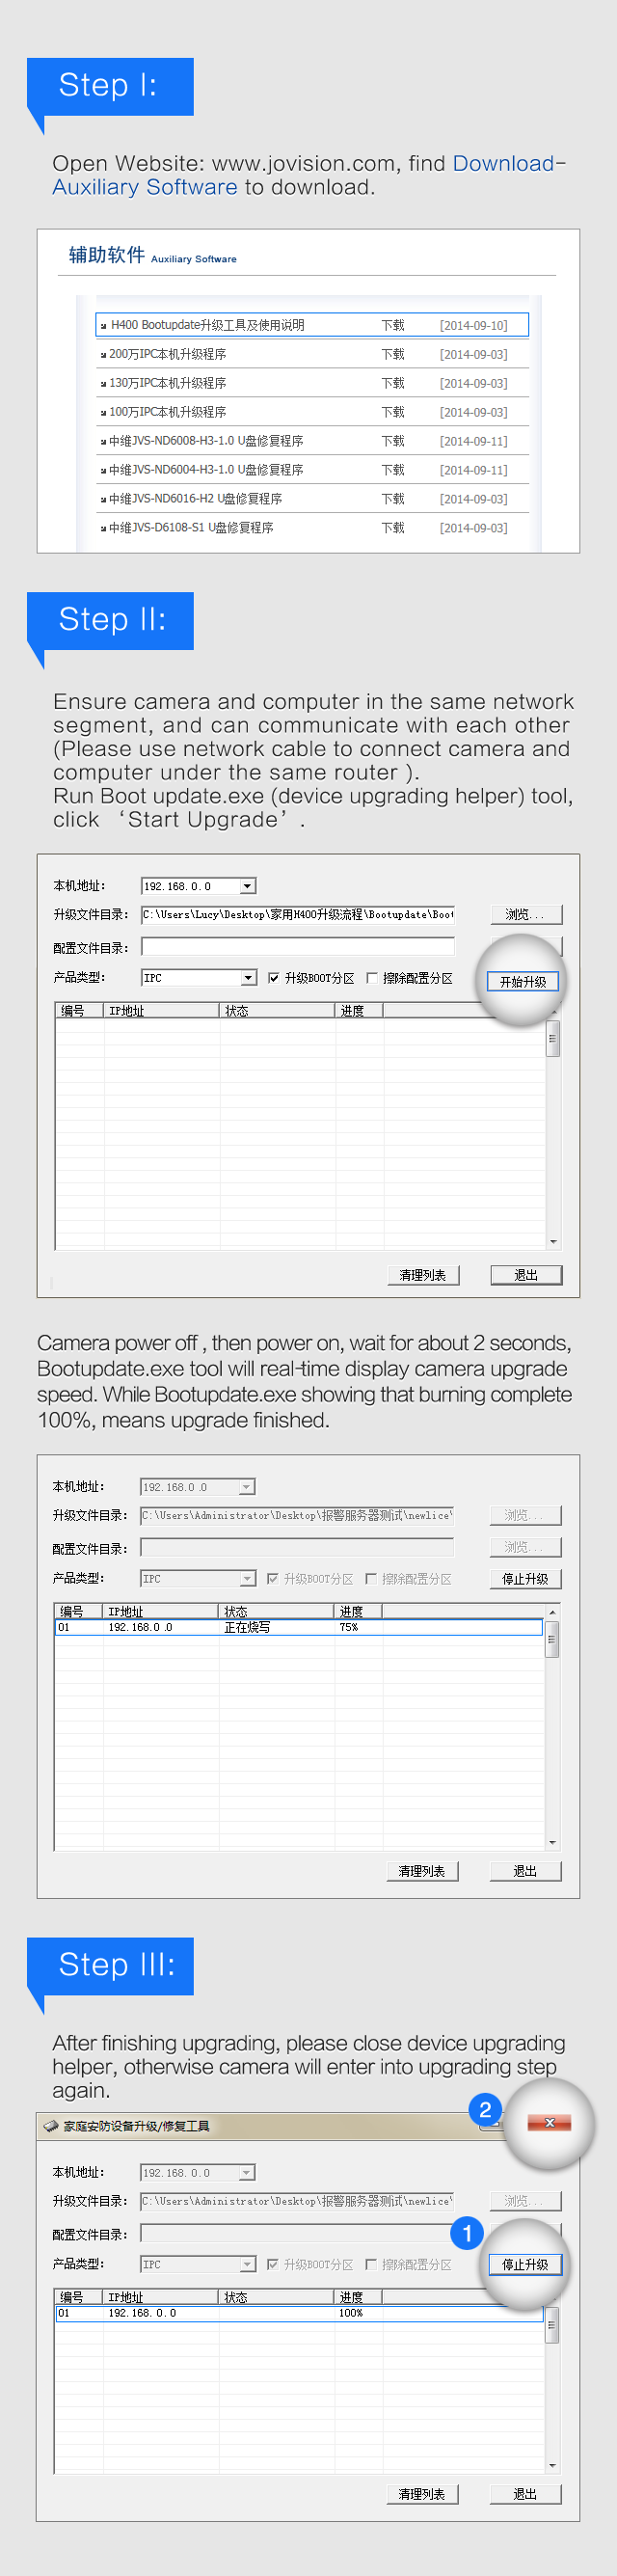 Step I:
Open Website: www.jovision.com, find Download-
Auxiliary Software to download.
辅助软件 Auxiliary Software
H400 Bootupdate升级工具及使用说明 下载 [2014-09-10]
200万IPC本机升级程序 下载 [2014-09-03]
130万IPC本机升级程序 下载 [2014-09-03]
100万IPC本机升级程序 下载 [2014-09-03]
中维JVS-ND6008-H3-1.0 U盘修复程序 下载 [2014-09-11]
中维JVS-ND6004-H3-1.0 U盘修复程序 下载 [2014-09-11]
中维JVS-ND6016-H2 U盘修复程序 下载 [2014-09-03]
中维JVS-D6108-S1 U盘修复程序 下载 [2014-09-03]
Step II:
Ensure camera and computer in the same network
segment, and can communicate with each other
(Please use network cable to connect camera and
computer under the same router ).
Run Boot update.exe (device upgrading helper) tool,
click ‘Start Upgrade’.
本机地址: 192.168.0.0
升级文件目录: C:\Users\Lucy\Desktop\家用H400升级流程\Bootupdate\Boot 浏览...
配置文件目录:
产品类型: IPC 升级BOOT分区 擦除配置分区 开始升级
编号 IP地址 状态 进度
清理列表 退出
Camera power off , then power on, wait for about 2 seconds,
Bootupdate.exe tool will real-time display camera upgrade
speed. While Bootupdate.exe showing that burning complete
100%, means upgrade finished.
本机地址: 192.168.0 .0
升级文件目录: C:\Users\Administrator\Desktop\报警服务器测试\newlice\ 浏览...
配置文件目录: 浏览...
产品类型: IPC 升级BOOT分区 擦除配置分区 停止升级
编号 IP地址 状态 进度
01 192.168.0 .0 正在烧写 75%
清理列表 退出
Step III:
After finishing upgrading, please close device upgrading
helper, otherwise camera will enter into upgrading step
again.
2
家庭安防设备升级/修复工具
本机地址: 192.168.0.0
升级文件目录: C:\Users\Administrator\Desktop\报警服务器测试\newlice\ 浏览...
配置文件目录: 1
产品类型: IPC 升级BOOT分区 擦除配置分区 停止升级
编号 IP地址 状态 进度
01 192.168.0.0 100%
清理列表 退出